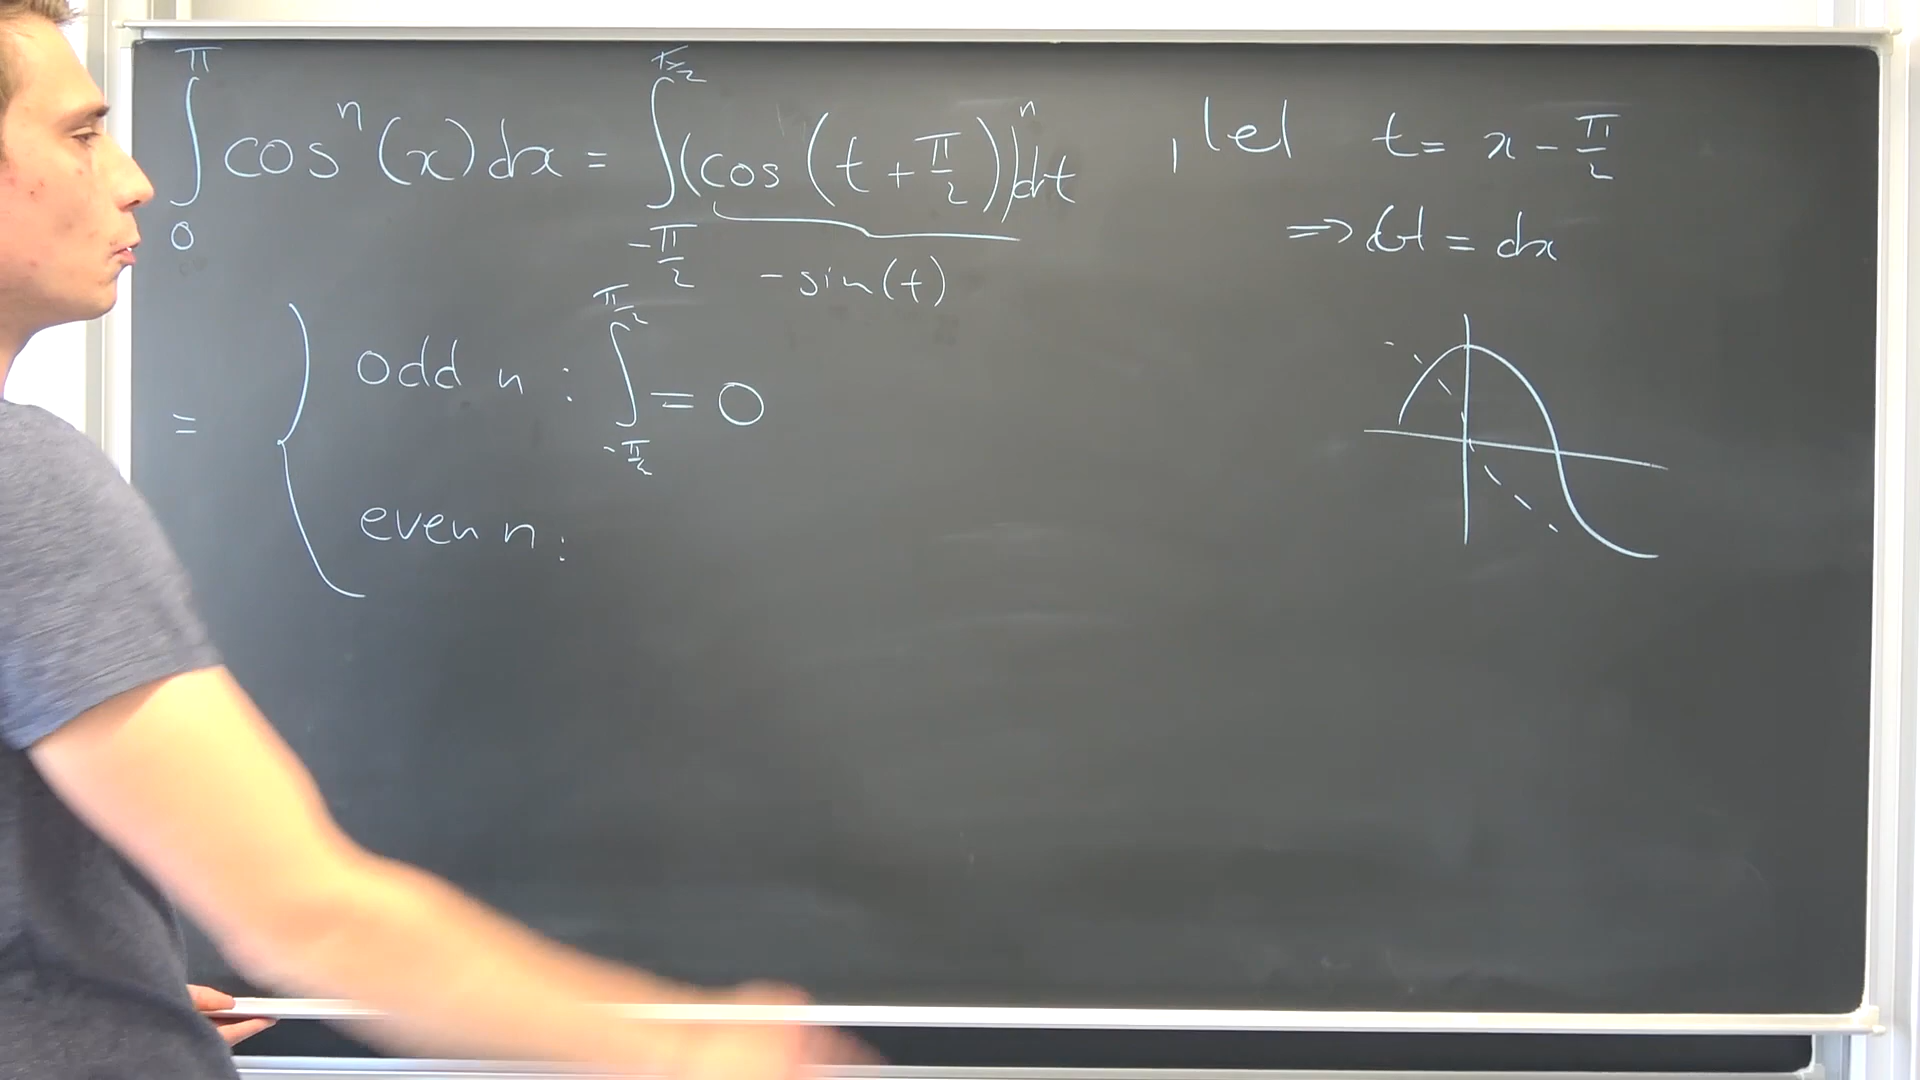 ∫₀^π cosⁿ(x)dx = ∫_{-π/2}^{π/2} (cos(t + π/2))ⁿ dt , let t = x - π/2
-sin(t) ⇒ dt = dx
= { odd n : ∫_{-π/2}^{π/2} = 0
even n :